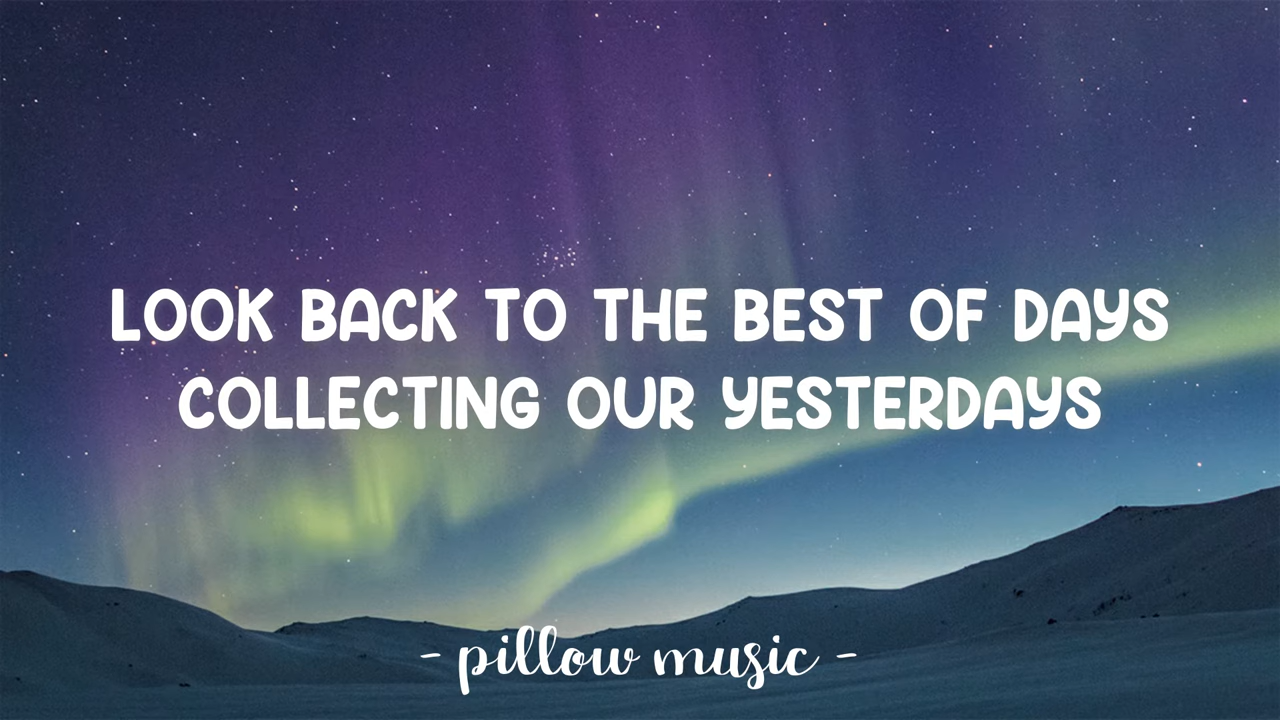 LOOK BACK TO THE BEST OF DAYS
COLLECTING OUR YESTERDAYS
- pillow music -